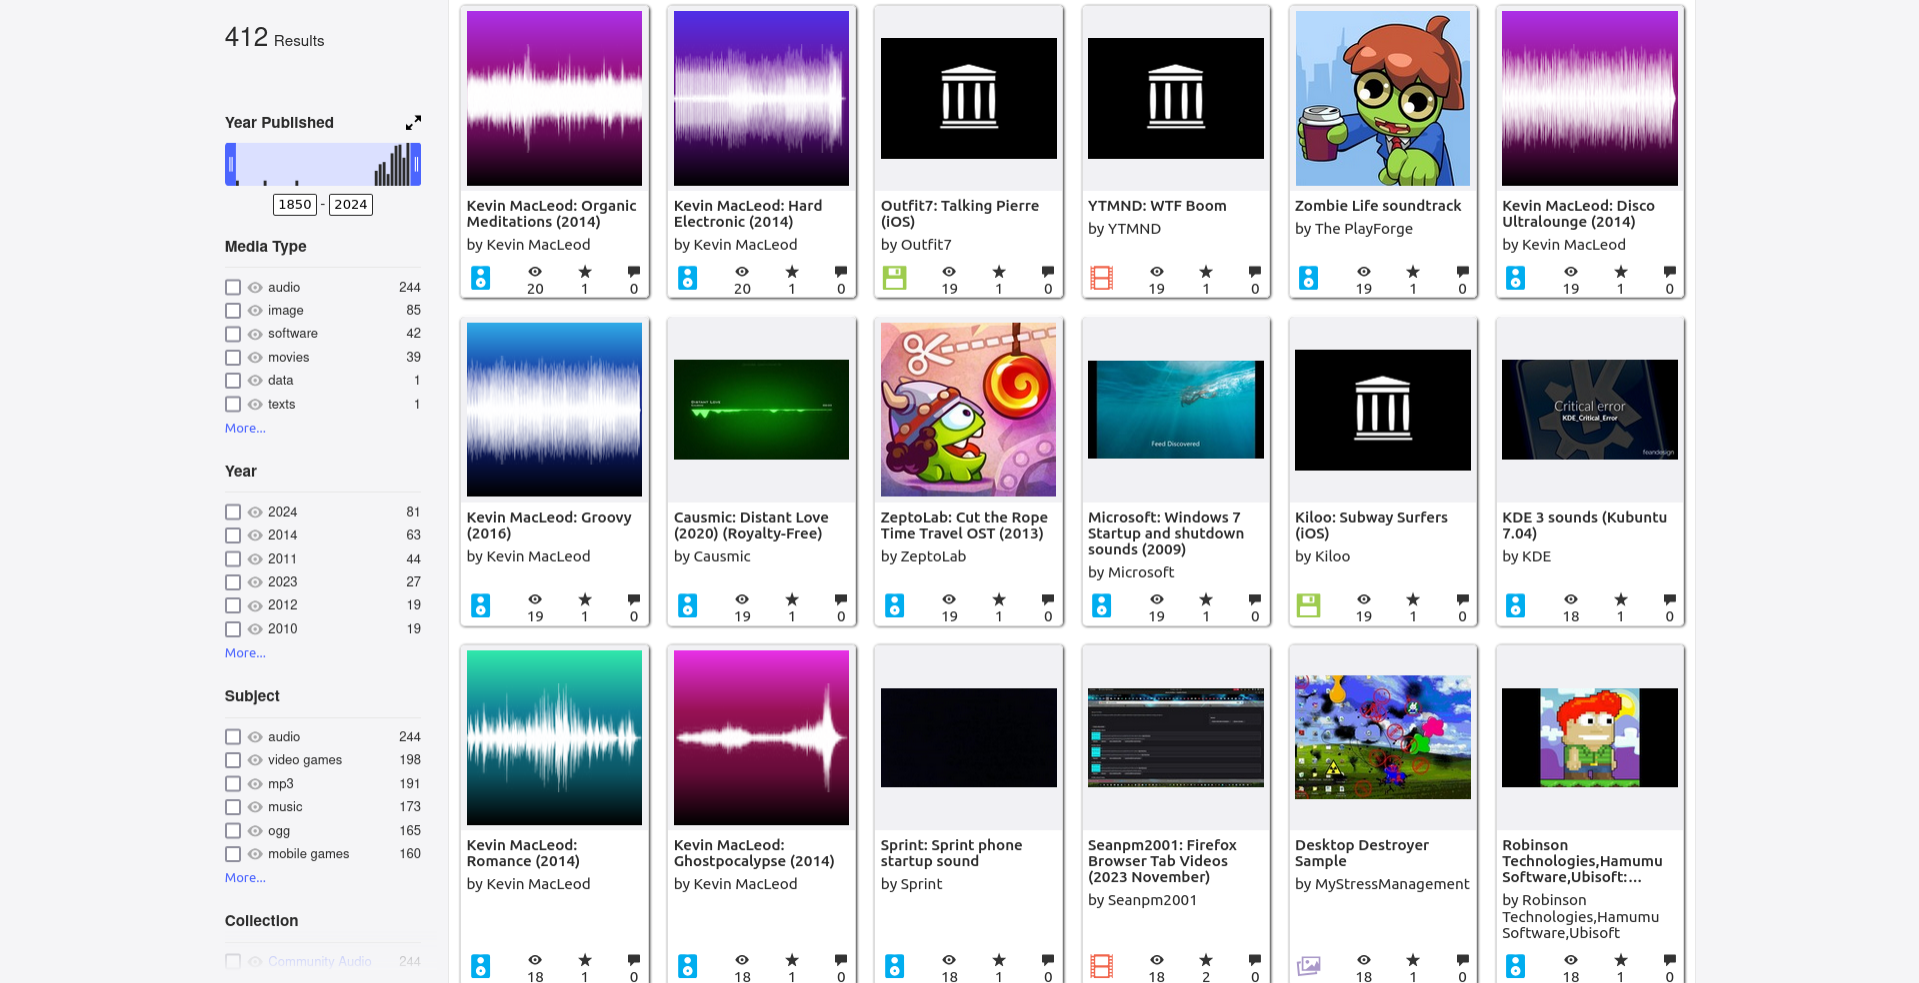 412 Results
Year Published
1850 - 2024
Media Type
audio 244
image 85
software 42
movies 39
data 1
texts 1
More...
Year
2024 81
2014 63
2011 44
2023 27
2012 19
2010 19
More...
Subject
audio 244
video games 198
mp3 191
music 173
ogg 165
mobile games 160
More...
Collection
Community Audio 244
Kevin MacLeod: Organic
Meditations (2014)
by Kevin MacLeod
20 1 0
Kevin MacLeod: Hard
Electronic (2014)
by Kevin MacLeod
20 1 0
Outfit7: Talking Pierre
(iOS)
by Outfit7
19 1 0
YTMND: WTF Boom
by YTMND
19 1 0
Zombie Life soundtrack
by The PlayForge
19 1 0
Kevin MacLeod: Disco
Ultralounge (2014)
by Kevin MacLeod
19 1 0
Kevin MacLeod: Groovy
(2016)
by Kevin MacLeod
19 1 0
Distant Love
Causmic: Distant Love
(2020) (Royalty-Free)
by Causmic
19 1 0
ZeptoLab: Cut the Rope
Time Travel OST (2013)
by ZeptoLab
19 1 0
Feed Discovered
Microsoft: Windows 7
Startup and shutdown
sounds (2009)
by Microsoft
19 1 0
Kiloo: Subway Surfers
(iOS)
by Kiloo
19 1 0
Critical error
KDE_Critical_Error
KDE 3 sounds (Kubuntu
7.04)
by KDE
18 1 0
Kevin MacLeod:
Romance (2014)
by Kevin MacLeod
18 1 0
Kevin MacLeod:
Ghostpocalypse (2014)
by Kevin MacLeod
18 1 0
Sprint: Sprint phone
startup sound
by Sprint
18 1 0
Seanpm2001: Firefox
Browser Tab Videos
(2023 November)
by Seanpm2001
18 2 0
Desktop Destroyer
Sample
by MyStressManagement
18 1 0
Robinson
Technologies,Hamumu
Software,Ubisoft:...
by Robinson
Technologies,Hamumu
Software,Ubisoft
18 1 0